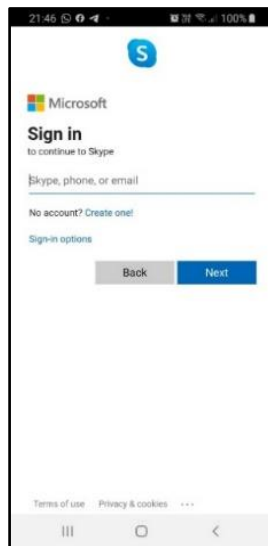 21:46 100%
S
Microsoft
Sign in
to continue to Skype
Skype, phone, or email
No account? Create one!
Sign-in options
Back Next
Terms of use Privacy & cookies ...